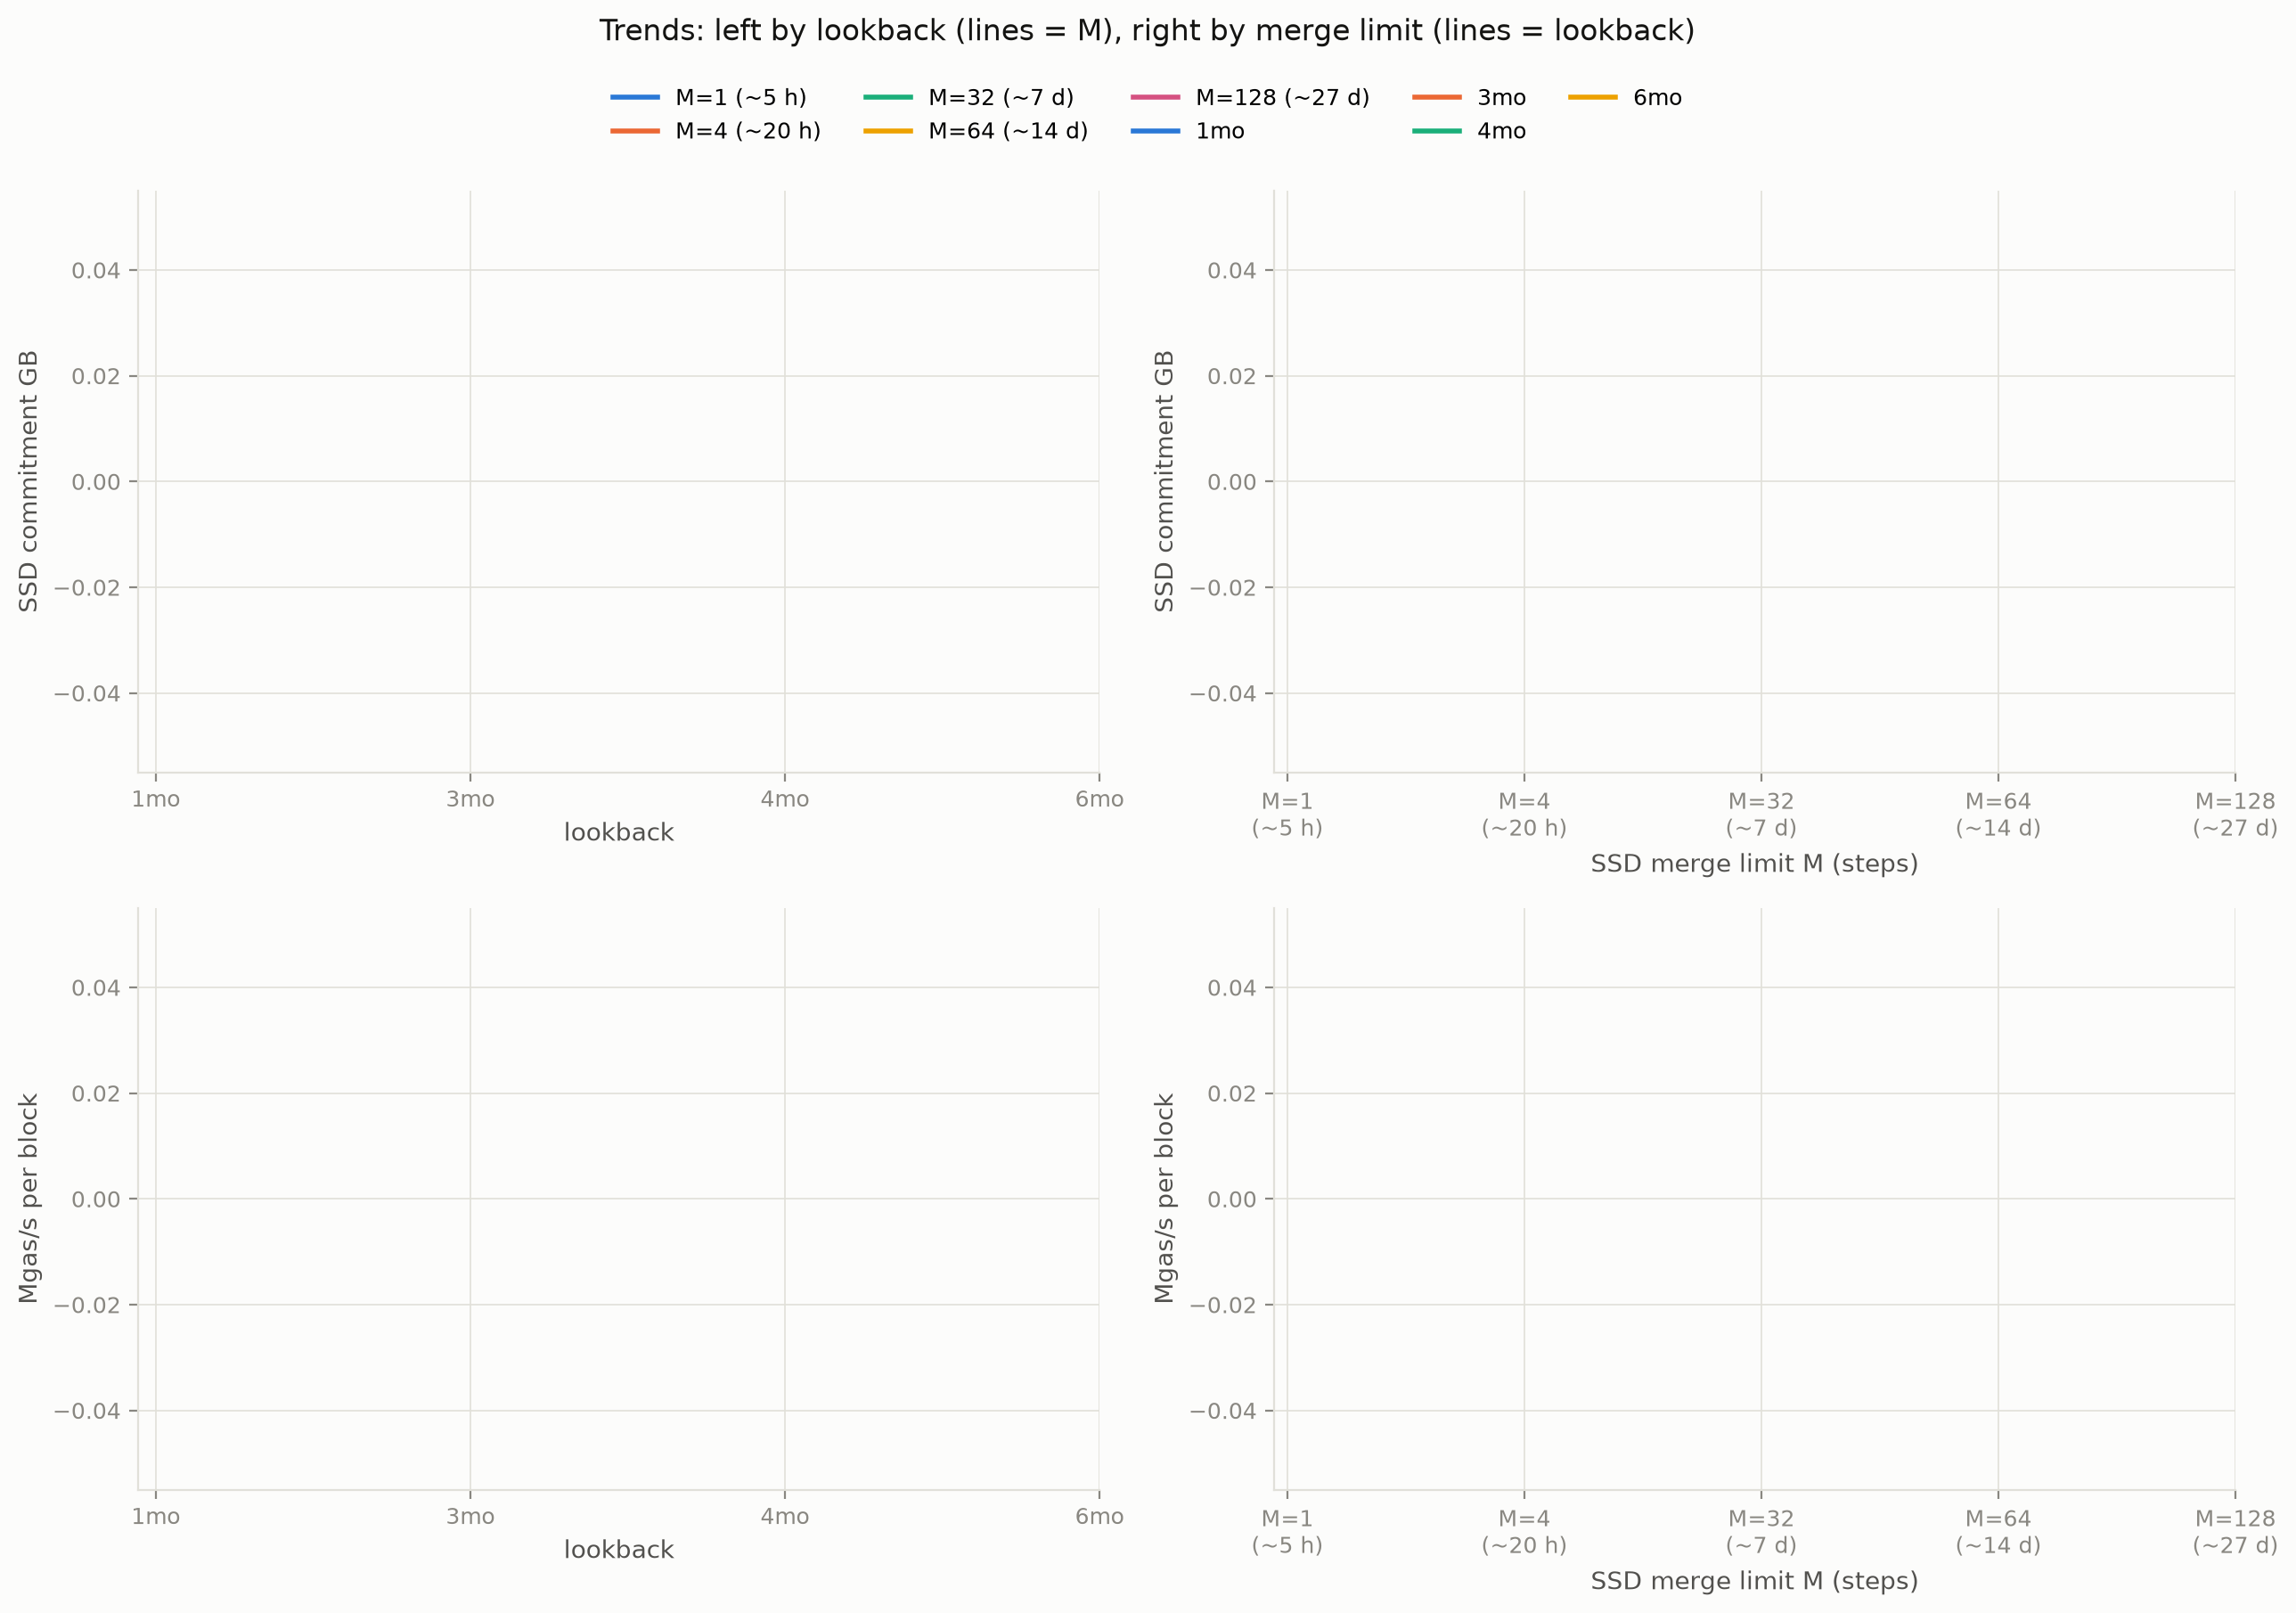 Trends: left by lookback (lines = M), right by merge limit (lines = lookback)
M=1 (~5 h)
M=4 (~20 h)
M=32 (~7 d)
M=64 (~14 d)
M=128 (~27 d)
1mo
3mo
4mo
6mo
SSD commitment GB
0.04
0.02
0.00
−0.02
−0.04
1mo 3mo 4mo 6mo
lookback
SSD commitment GB
0.04
0.02
0.00
−0.02
−0.04
M=1 M=4 M=32 M=64 M=128
(~5 h) (~20 h) (~7 d) (~14 d) (~27 d)
SSD merge limit M (steps)
Mgas/s per block
0.04
0.02
0.00
−0.02
−0.04
1mo 3mo 4mo 6mo
lookback
Mgas/s per block
0.04
0.02
0.00
−0.02
−0.04
M=1 M=4 M=32 M=64 M=128
(~5 h) (~20 h) (~7 d) (~14 d) (~27 d)
SSD merge limit M (steps)